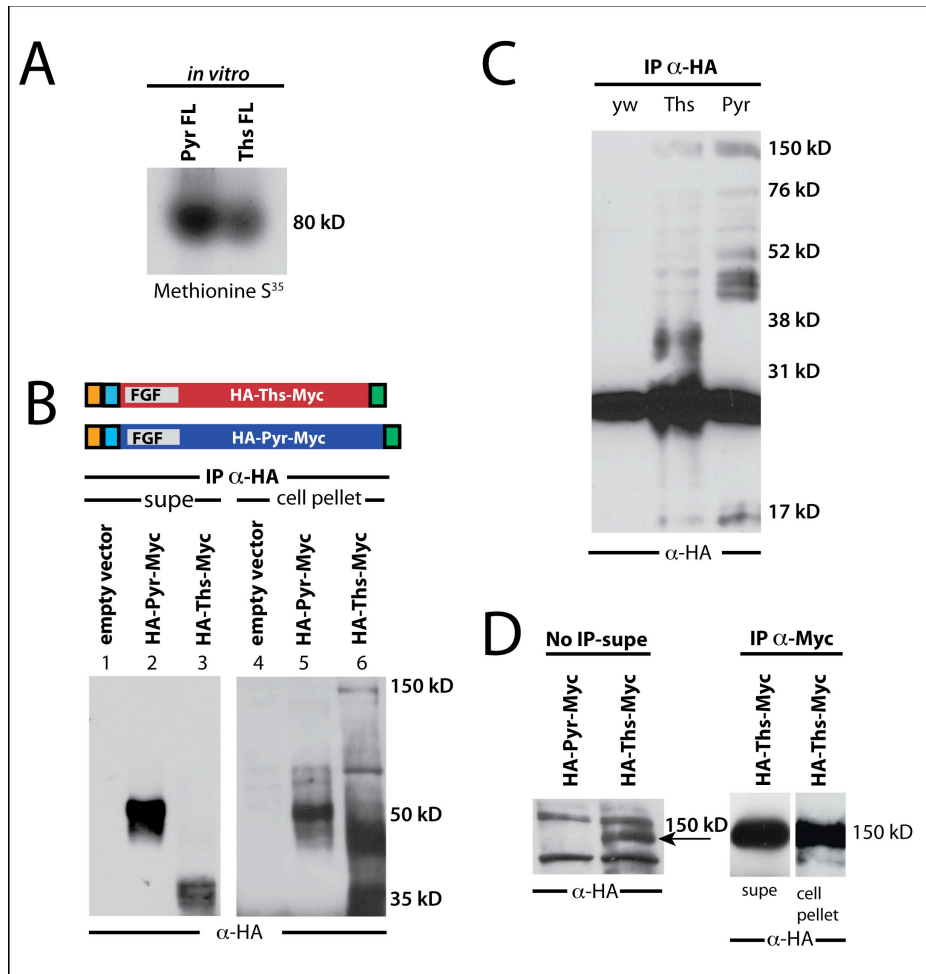 A
in vitro
Pyr FL
Ths FL
80 kD
Methionine S35
B
FGF
HA-Ths-Myc
FGF
HA-Pyr-Myc
IP α-HA
supe
cell pellet
empty vector
HA-Pyr-Myc
HA-Ths-Myc
empty vector
HA-Pyr-Myc
HA-Ths-Myc
1 2 3 4 5 6
150 kD
50 kD
35 kD
α-HA
C
IP α-HA
yw Ths Pyr
150 kD
76 kD
52 kD
38 kD
31 kD
17 kD
α-HA
D
No IP-supe
HA-Pyr-Myc
HA-Ths-Myc
150 kD
α-HA
IP α-Myc
HA-Ths-Myc
HA-Ths-Myc
150 kD
supe
cell
pellet
α-HA